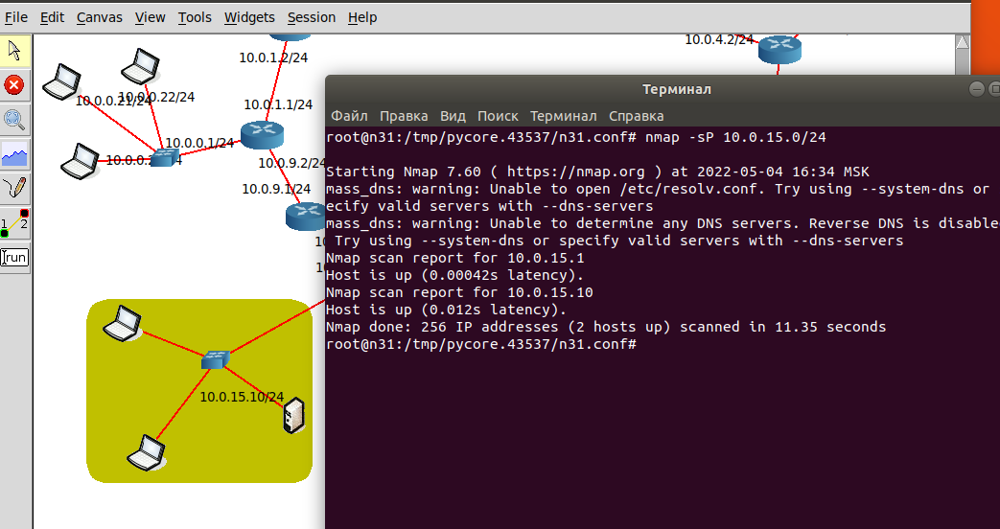 File Edit Canvas View Tools Widgets Session Help
10.0.4.2/24
10.0.1.2/24
10.0.0.21/24
10.0.0.22/24
10.0.1.1/24
10.0.0.1/24
10.0.9.2/24
10.0.9.1/24
1 2
run
10.0.15.10/24
Терминал
Файл Правка Вид Поиск Терминал Справка
root@n31:/tmp/pycore.43537/n31.conf# nmap -sP 10.0.15.0/24
Starting Nmap 7.60 ( https://nmap.org ) at 2022-05-04 16:34 MSK
mass_dns: warning: Unable to open /etc/resolv.conf. Try using --system-dns or
ecify valid servers with --dns-servers
mass_dns: warning: Unable to determine any DNS servers. Reverse DNS is disable
Try using --system-dns or specify valid servers with --dns-servers
Nmap scan report for 10.0.15.1
Host is up (0.00042s latency).
Nmap scan report for 10.0.15.10
Host is up (0.012s latency).
Nmap done: 256 IP addresses (2 hosts up) scanned in 11.35 seconds
root@n31:/tmp/pycore.43537/n31.conf#